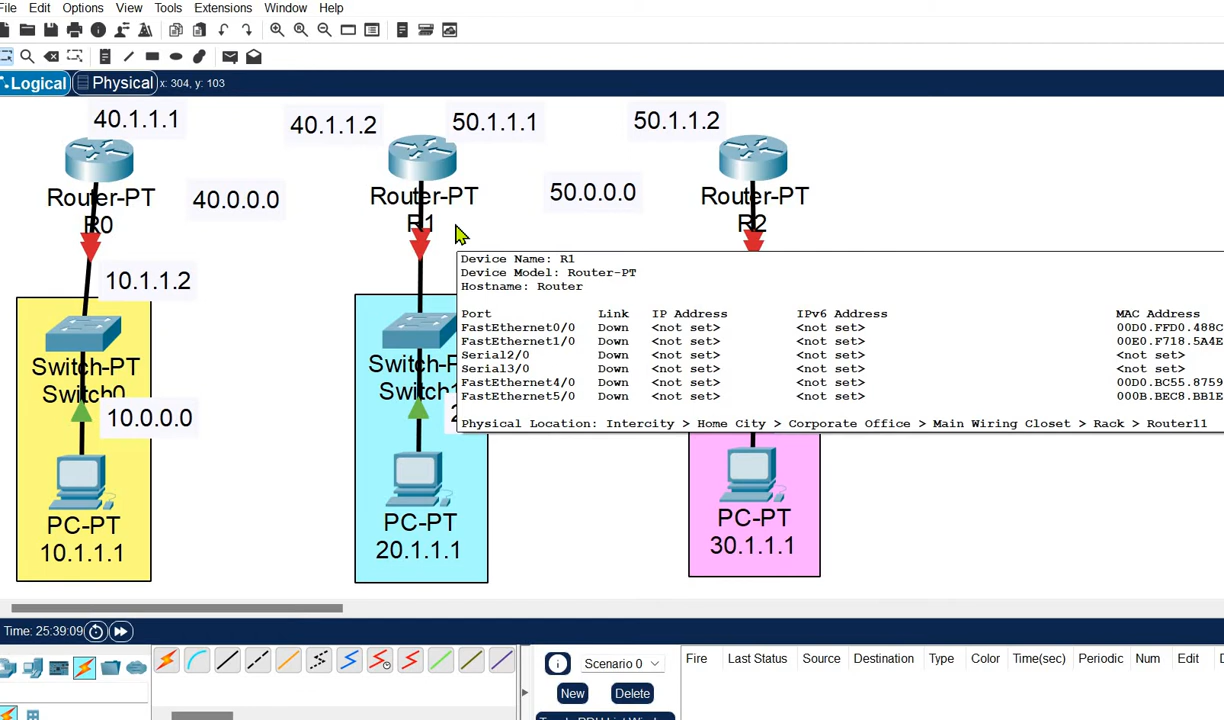 File Edit Options View Tools Extensions Window Help
Logical Physical x: 304, y: 103
40.1.1.1
40.1.1.2
50.1.1.1
50.1.1.2
Router-PT
R0
40.0.0.0
Router-PT
R1
50.0.0.0
Router-PT
R2
10.1.1.2
Switch-PT
Switch0
10.0.0.0
PC-PT
10.1.1.1
Switch-P
Switch1
2
PC-PT
20.1.1.1
PC-PT
30.1.1.1
Device Name: R1
Device Model: Router-PT
Hostname: Router
Port Link IP Address IPv6 Address MAC Address
FastEthernet0/0 Down <not set> <not set> 00D0.FFD0.488C
FastEthernet1/0 Down <not set> <not set> 00E0.F718.5A4E
Serial2/0 Down <not set> <not set> <not set>
Serial3/0 Down <not set> <not set> <not set>
FastEthernet4/0 Down <not set> <not set> 00D0.BC55.8759
FastEthernet5/0 Down <not set> <not set> 000B.BEC8.BB1E
Physical Location: Intercity > Home City > Corporate Office > Main Wiring Closet > Rack > Router11
Time: 25:39:09
Scenario 0
New Delete
Fire Last Status Source Destination Type Color Time(sec) Periodic Num Edit D